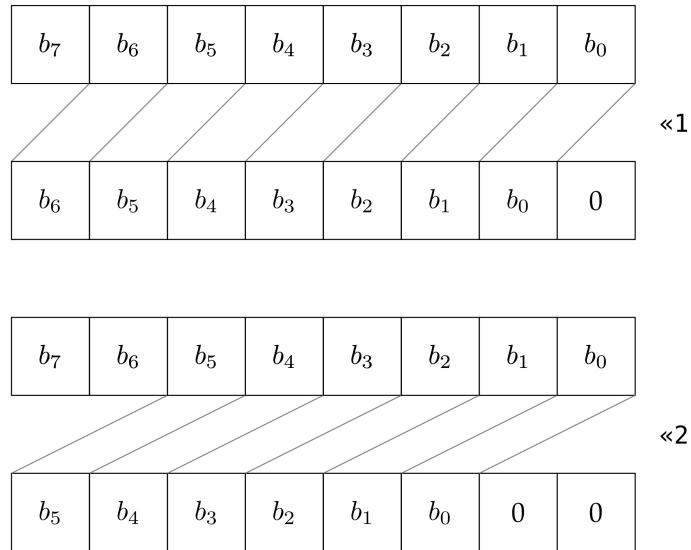 b₇ b₆ b₅ b₄ b₃ b₂ b₁ b₀
«1
b₆ b₅ b₄ b₃ b₂ b₁ b₀ 0
b₇ b₆ b₅ b₄ b₃ b₂ b₁ b₀
«2
b₅ b₄ b₃ b₂ b₁ b₀ 0 0